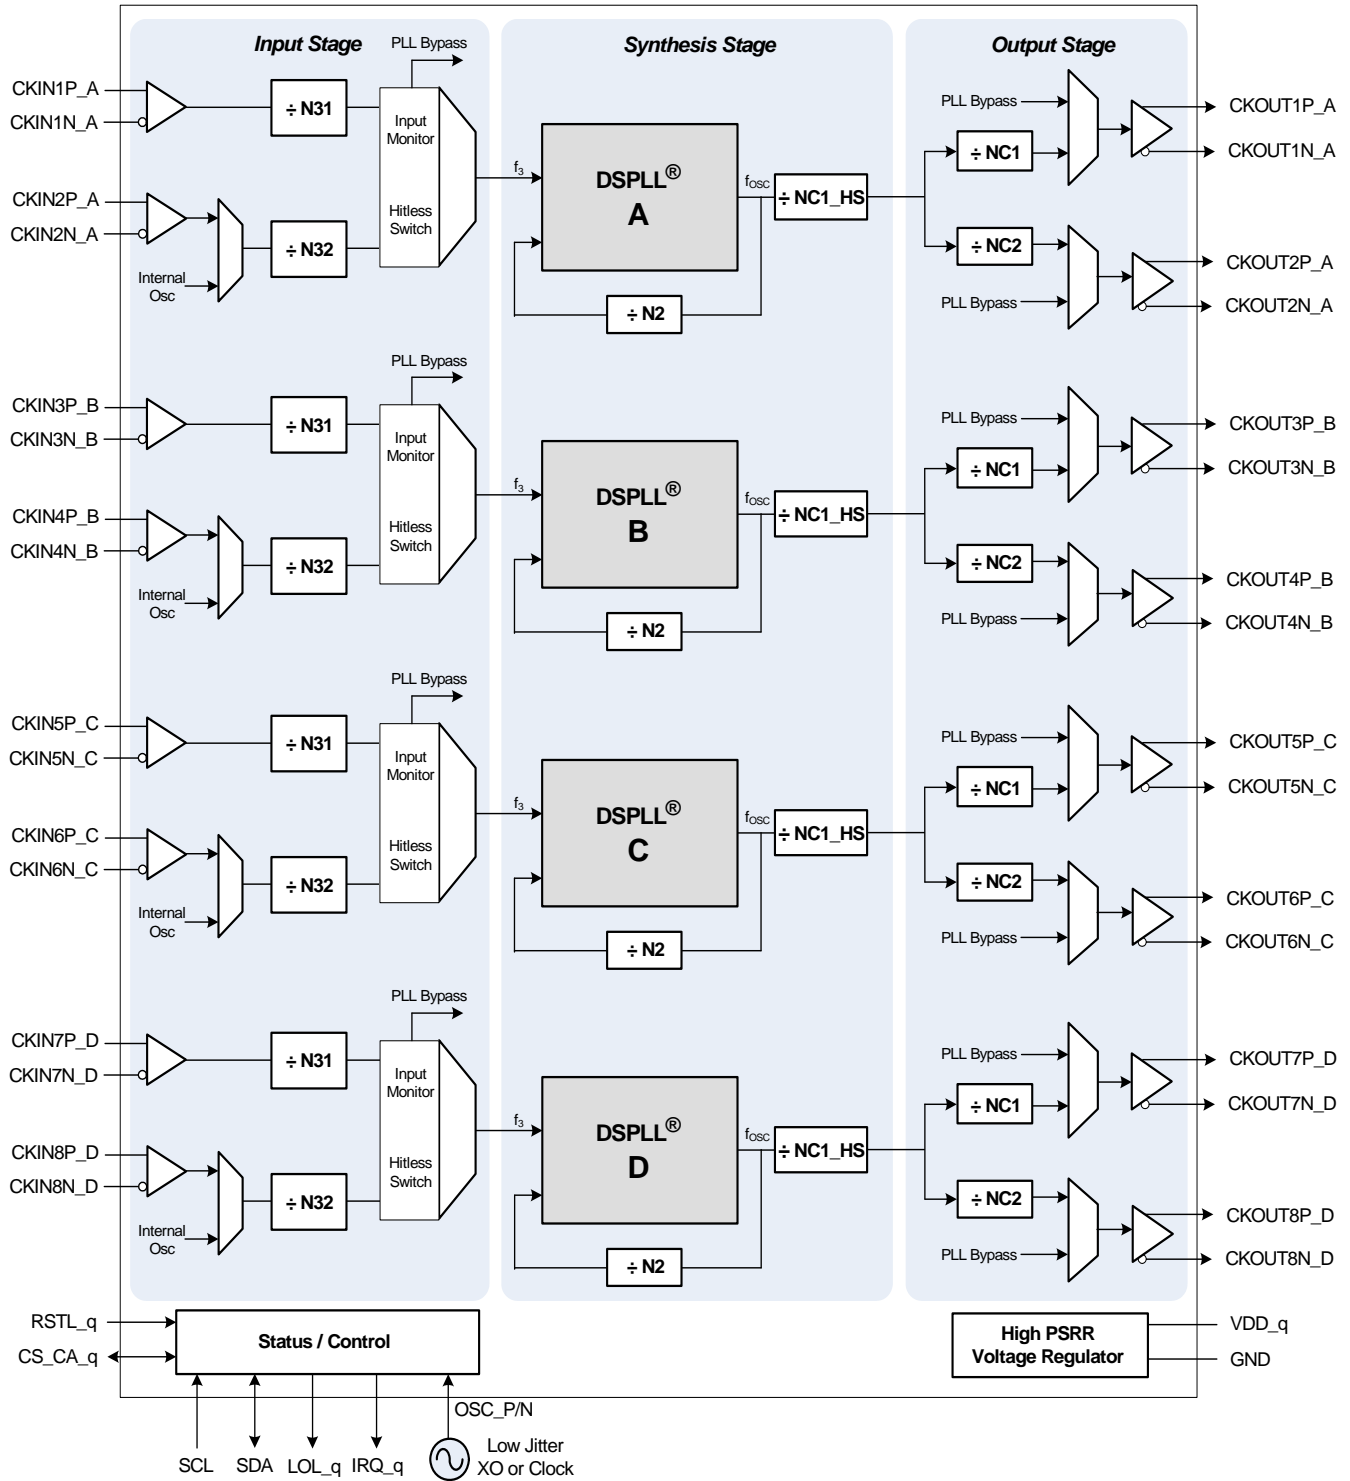 Input Stage
Synthesis Stage
Output Stage
PLL Bypass
CKIN1P_A
CKIN1N_A
÷ N31
Input
Monitor
CKIN2P_A
CKIN2N_A
Hitless
Switch
÷ N32
Internal
Osc
f3
DSPLL®
A
fOSC
÷ NC1_HS
÷ N2
PLL Bypass
÷ NC1
CKOUT1P_A
CKOUT1N_A
÷ NC2
PLL Bypass
CKOUT2P_A
CKOUT2N_A
PLL Bypass
CKIN3P_B
CKIN3N_B
÷ N31
Input
Monitor
CKIN4P_B
CKIN4N_B
Hitless
Switch
÷ N32
Internal
Osc
f3
DSPLL®
B
fOSC
÷ NC1_HS
÷ N2
PLL Bypass
÷ NC1
CKOUT3P_B
CKOUT3N_B
÷ NC2
PLL Bypass
CKOUT4P_B
CKOUT4N_B
PLL Bypass
CKIN5P_C
CKIN5N_C
÷ N31
Input
Monitor
CKIN6P_C
CKIN6N_C
Hitless
Switch
÷ N32
Internal
Osc
f3
DSPLL®
C
fOSC
÷ NC1_HS
÷ N2
PLL Bypass
÷ NC1
CKOUT5P_C
CKOUT5N_C
÷ NC2
PLL Bypass
CKOUT6P_C
CKOUT6N_C
PLL Bypass
CKIN7P_D
CKIN7N_D
÷ N31
Input
Monitor
CKIN8P_D
CKIN8N_D
Hitless
Switch
÷ N32
Internal
Osc
f3
DSPLL®
D
fOSC
÷ NC1_HS
÷ N2
PLL Bypass
÷ NC1
CKOUT7P_D
CKOUT7N_D
÷ NC2
PLL Bypass
CKOUT8P_D
CKOUT8N_D
RSTL_q
CS_CA_q
Status / Control
High PSRR
Voltage Regulator
VDD_q
GND
OSC_P/N
SCL
SDA
LOL_q
IRQ_q
Low Jitter
XO or Clock